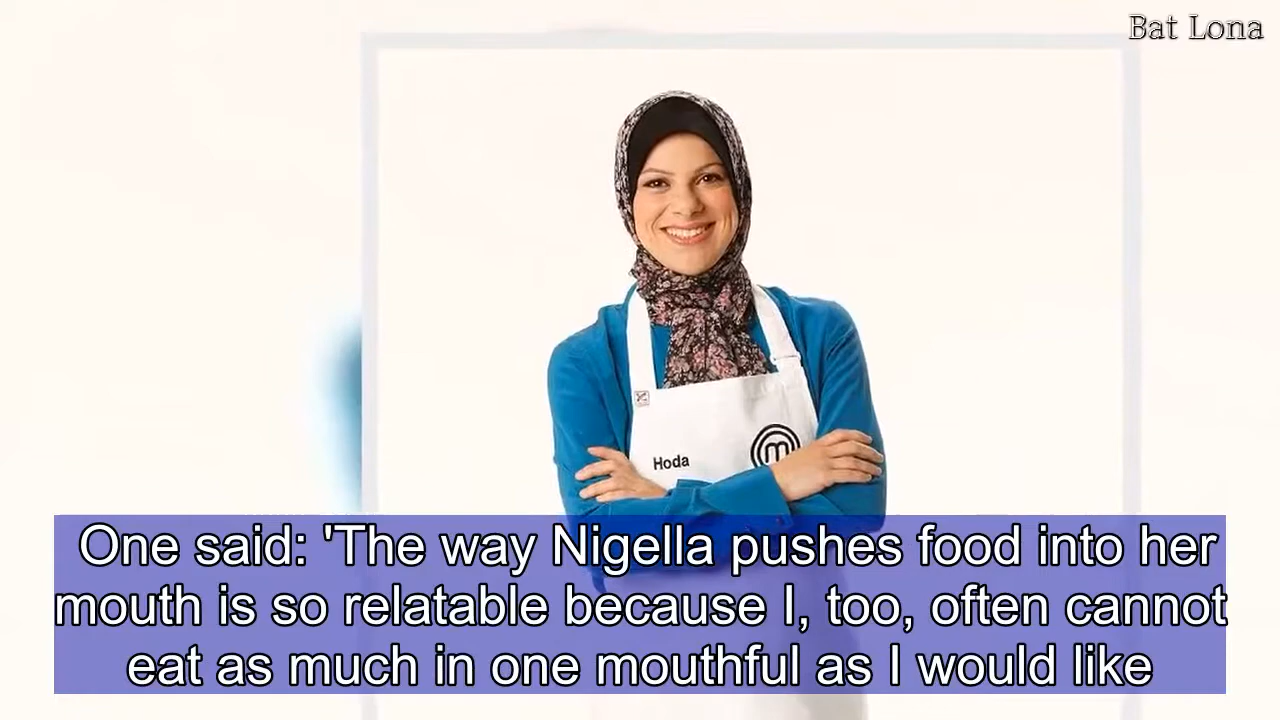 Bat Lona
Hoda
One said: 'The way Nigella pushes food into her
mouth is so relatable because I, too, often cannot
eat as much in one mouthful as I would like